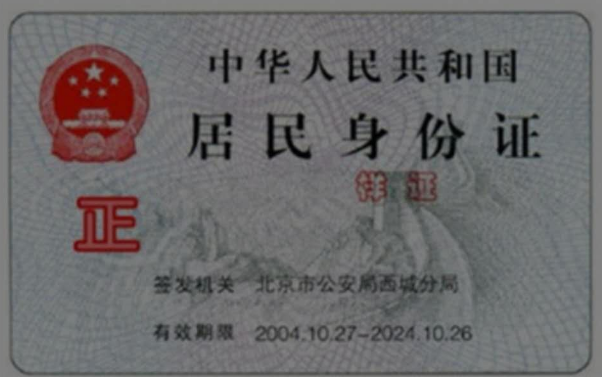 中华人民共和国
居民身份证
样证
正
签发机关 北京市公安局西城分局
有效期限 2004.10.27-2024.10.26